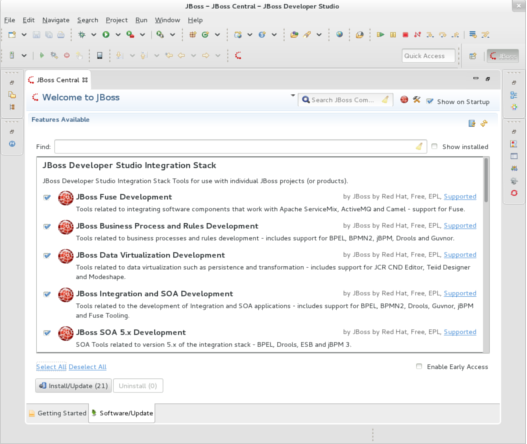 JBoss – JBoss Central – JBoss Developer Studio
File Edit Navigate Search Project Run Window Help
Quick Access
JBoss Central
Welcome to JBoss
Search JBoss Com...
Show on Startup
Features Available
Find:
Show installed
JBoss Developer Studio Integration Stack
JBoss Developer Studio Integration Stack Tools for use with individual JBoss projects (or products).
JBoss Fuse Development by JBoss by Red Hat, Free, EPL, Supported
Tools related to integrating software components that work with Apache ServiceMix, ActiveMQ and Camel - support for Fuse.
JBoss Business Process and Rules Development by JBoss by Red Hat, Free, EPL, Supported
Tools related to business processes and rules development - includes support for BPEL, BPMN2, jBPM, Drools and Guvnor.
JBoss Data Virtualization Development by JBoss by Red Hat, Free, EPL, Supported
Tools related to data virtualization such as persistence and transformation - includes support for JCR CND Editor, Teiid Designer
and Modeshape.
JBoss Integration and SOA Development by JBoss by Red Hat, Free, EPL, Supported
Tools related to the development of Integration and SOA applications - includes support for BPEL, BPMN2, Drools, Guvnor, jBPM
and Fuse Tooling.
JBoss SOA 5.x Development by JBoss by Red Hat, Free, EPL, Supported
SOA Tools related to version 5.x of the integration stack - BPEL, Drools, ESB and jBPM 3.
Select All Deselect All
Enable Early Access
Install/Update (21) Uninstall (0)
Getting Started Software/Update